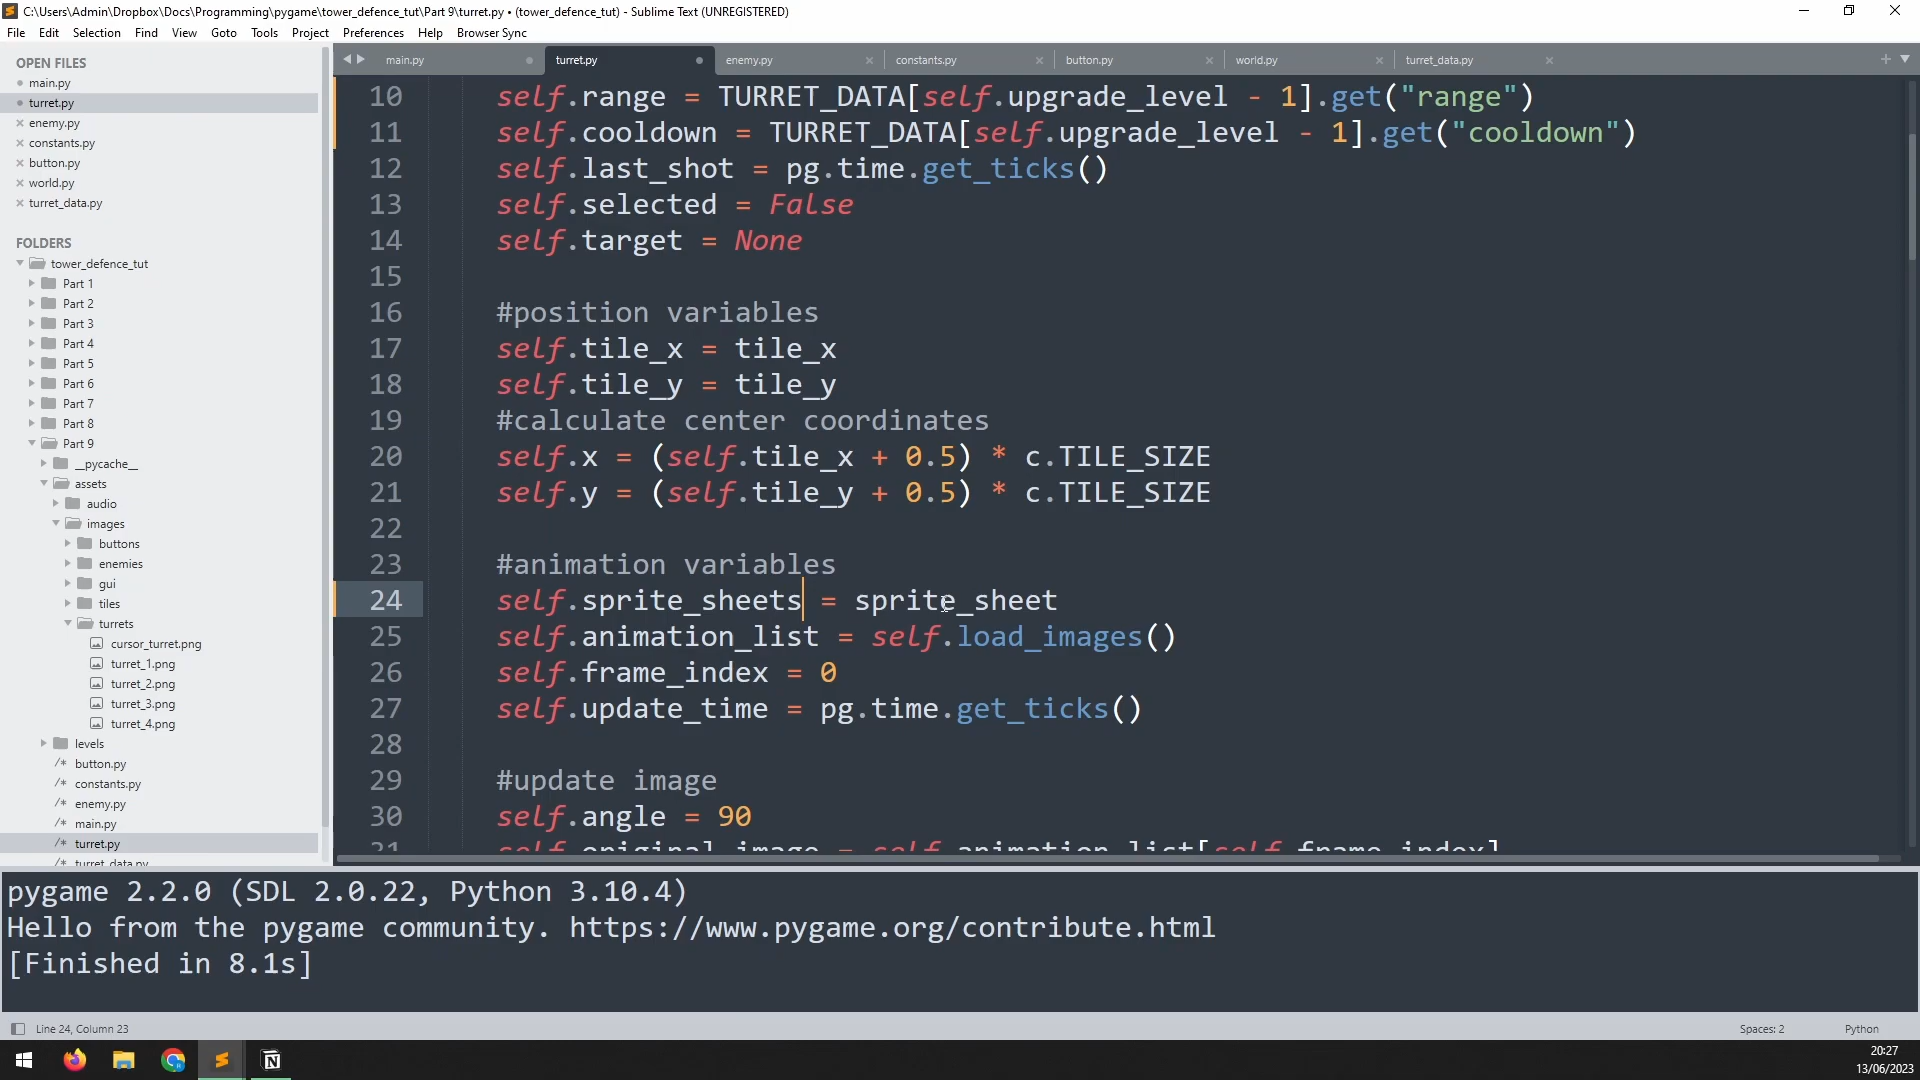 C:\Users\Admin\Dropbox\Docs\Programming\pygame\tower_defence_tut\Part 9\turret.py • (tower_defence_tut) - Sublime Text (UNREGISTERED)
File Edit Selection Find View Goto Tools Project Preferences Help Browser Sync
OPEN FILES
main.py
turret.py
enemy.py
constants.py
button.py
world.py
turret_data.py
FOLDERS
tower_defence_tut
Part 1
Part 2
Part 3
Part 4
Part 5
Part 6
Part 7
Part 8
Part 9
__pycache__
assets
audio
images
buttons
enemies
gui
tiles
turrets
cursor_turret.png
turret_1.png
turret_2.png
turret_3.png
turret_4.png
levels
/* button.py
/* constants.py
/* enemy.py
/* main.py
/* turret.py
/* turret_data.py
main.py turret.py enemy.py constants.py button.py world.py turret_data.py
10 self.range = TURRET_DATA[self.upgrade_level - 1].get("range")
11 self.cooldown = TURRET_DATA[self.upgrade_level - 1].get("cooldown")
12 self.last_shot = pg.time.get_ticks()
13 self.selected = False
14 self.target = None
15
16 #position variables
17 self.tile_x = tile_x
18 self.tile_y = tile_y
19 #calculate center coordinates
20 self.x = (self.tile_x + 0.5) * c.TILE_SIZE
21 self.y = (self.tile_y + 0.5) * c.TILE_SIZE
22
23 #animation variables
24 self.sprite_sheets = sprite_sheet
25 self.animation_list = self.load_images()
26 self.frame_index = 0
27 self.update_time = pg.time.get_ticks()
28
29 #update image
30 self.angle = 90
31 self.original_image = self.animation_list[self.frame_index]
pygame 2.2.0 (SDL 2.0.22, Python 3.10.4)
Hello from the pygame community. https://www.pygame.org/contribute.html
[Finished in 8.1s]
Line 24, Column 23
Spaces: 2
Python
20:27
13/06/2023